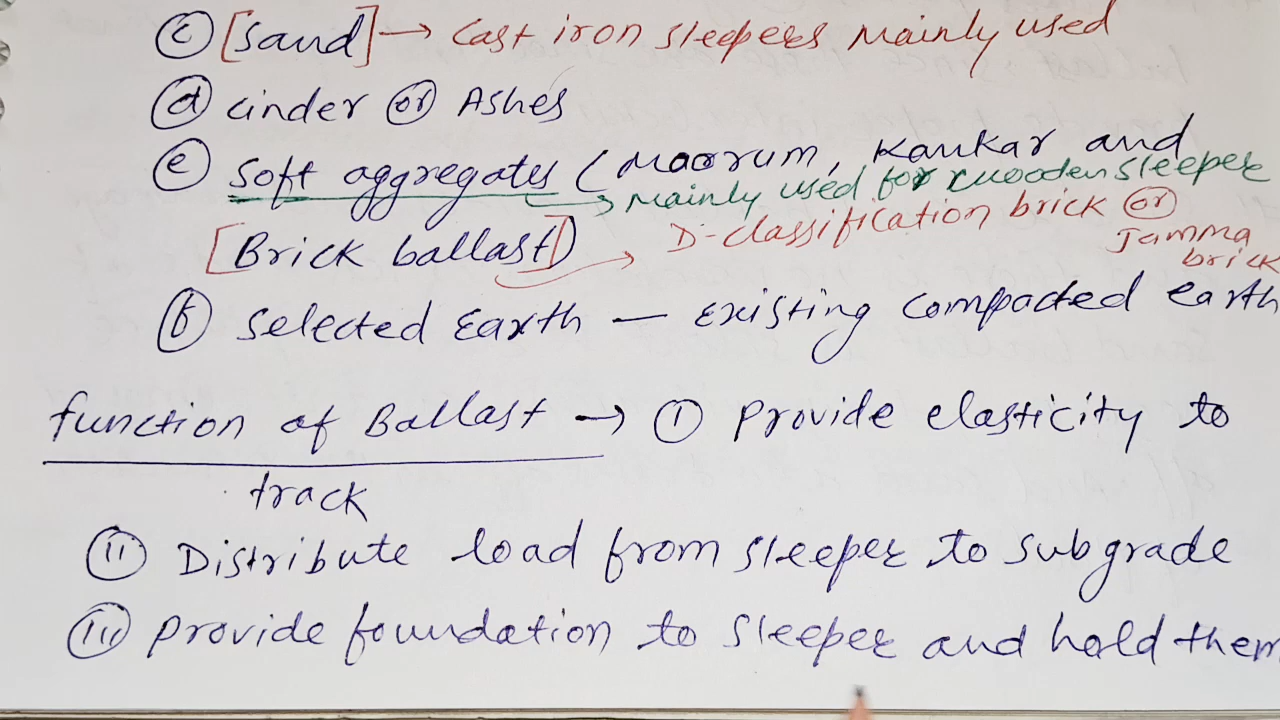 (c) [Sand] → Cast iron sleepers Mainly used
(d) Cinder (or) Ashes
(e) Soft aggregates (Moorum, Kankar and
→ Mainly used for wooden sleeper
[Brick ballast]) → D-classification brick (or)
Jamma
brick
(f) Selected Earth — Existing Compacted earth
function of Ballast → (i) Provide elasticity to
track
(ii) Distribute load from sleeper to subgrade
(iii) Provide foundation to sleeper and hold them